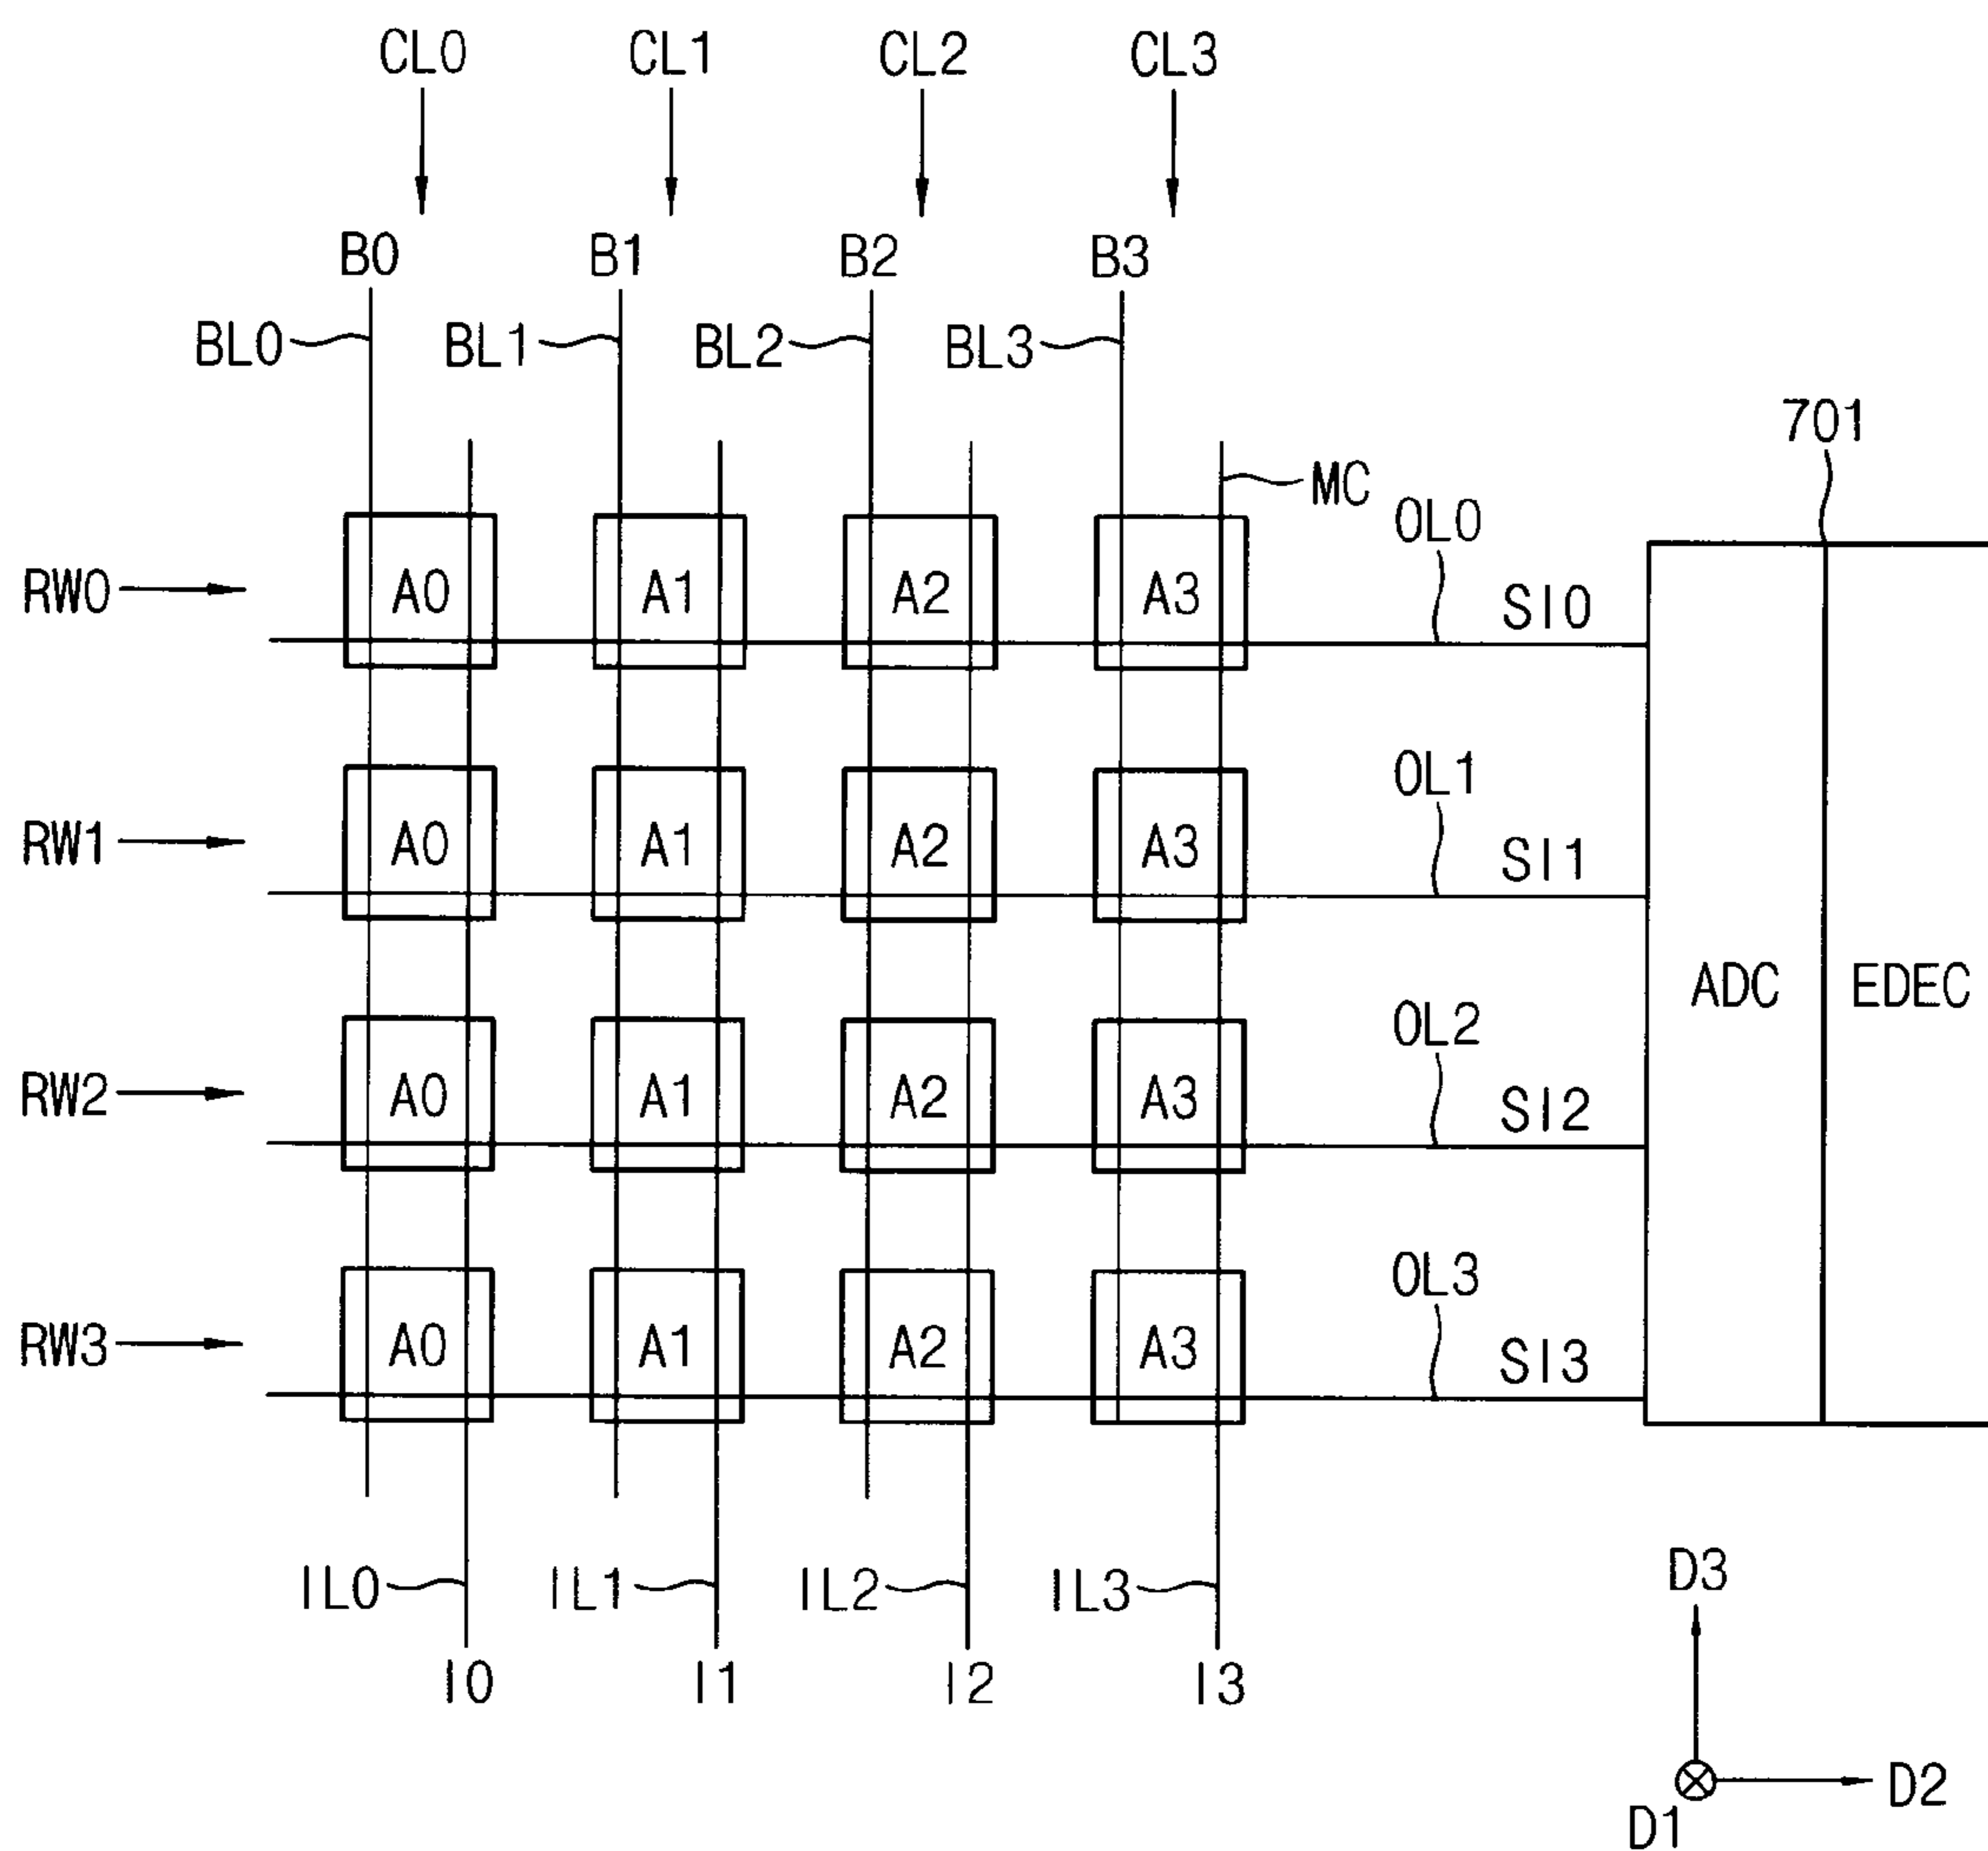 CL0 CL1 CL2 CL3
B0 B1 B2 B3
BL0 BL1 BL2 BL3
701
MC
OL0
RW0 A0 A1 A2 A3 SI0
OL1
RW1 A0 A1 A2 A3 SI1
ADC EDEC
OL2
RW2 A0 A1 A2 A3 SI2
OL3
RW3 A0 A1 A2 A3 SI3
IL0 IL1 IL2 IL3
D3
I0 I1 I2 I3
D2
D1